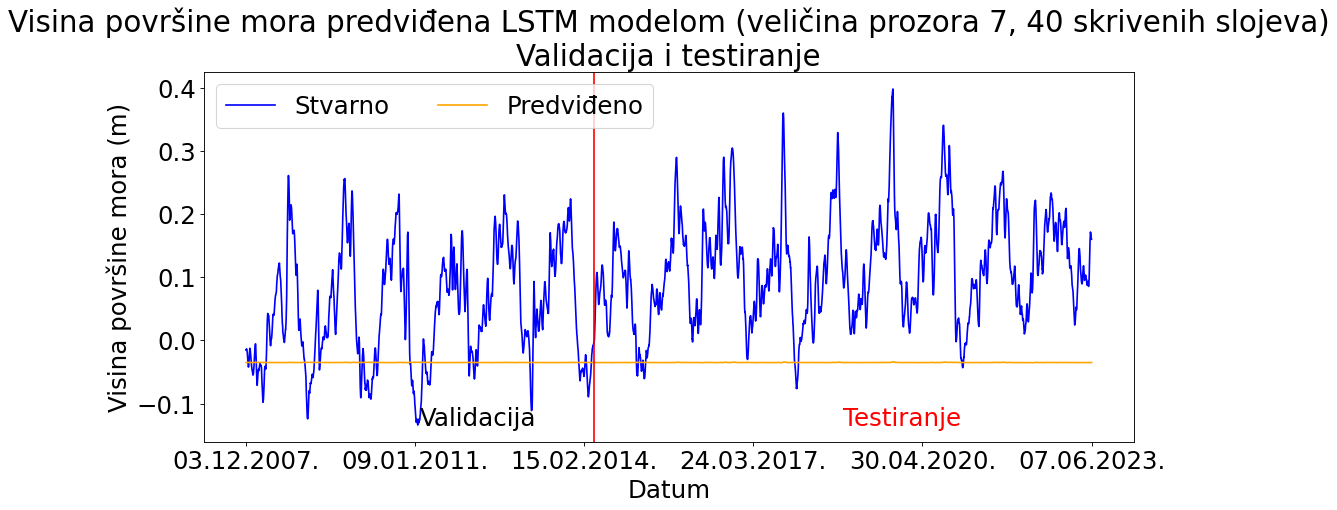 Visina površine mora predviđena LSTM modelom (veličina prozora 7, 40 skrivenih slojeva)
Validacija i testiranje
Stvarno
Predviđeno
Visina površine mora (m)
0.4
0.3
0.2
0.1
0.0
−0.1
Validacija
Testiranje
03.12.2007.
09.01.2011.
15.02.2014.
24.03.2017.
30.04.2020.
07.06.2023.
Datum